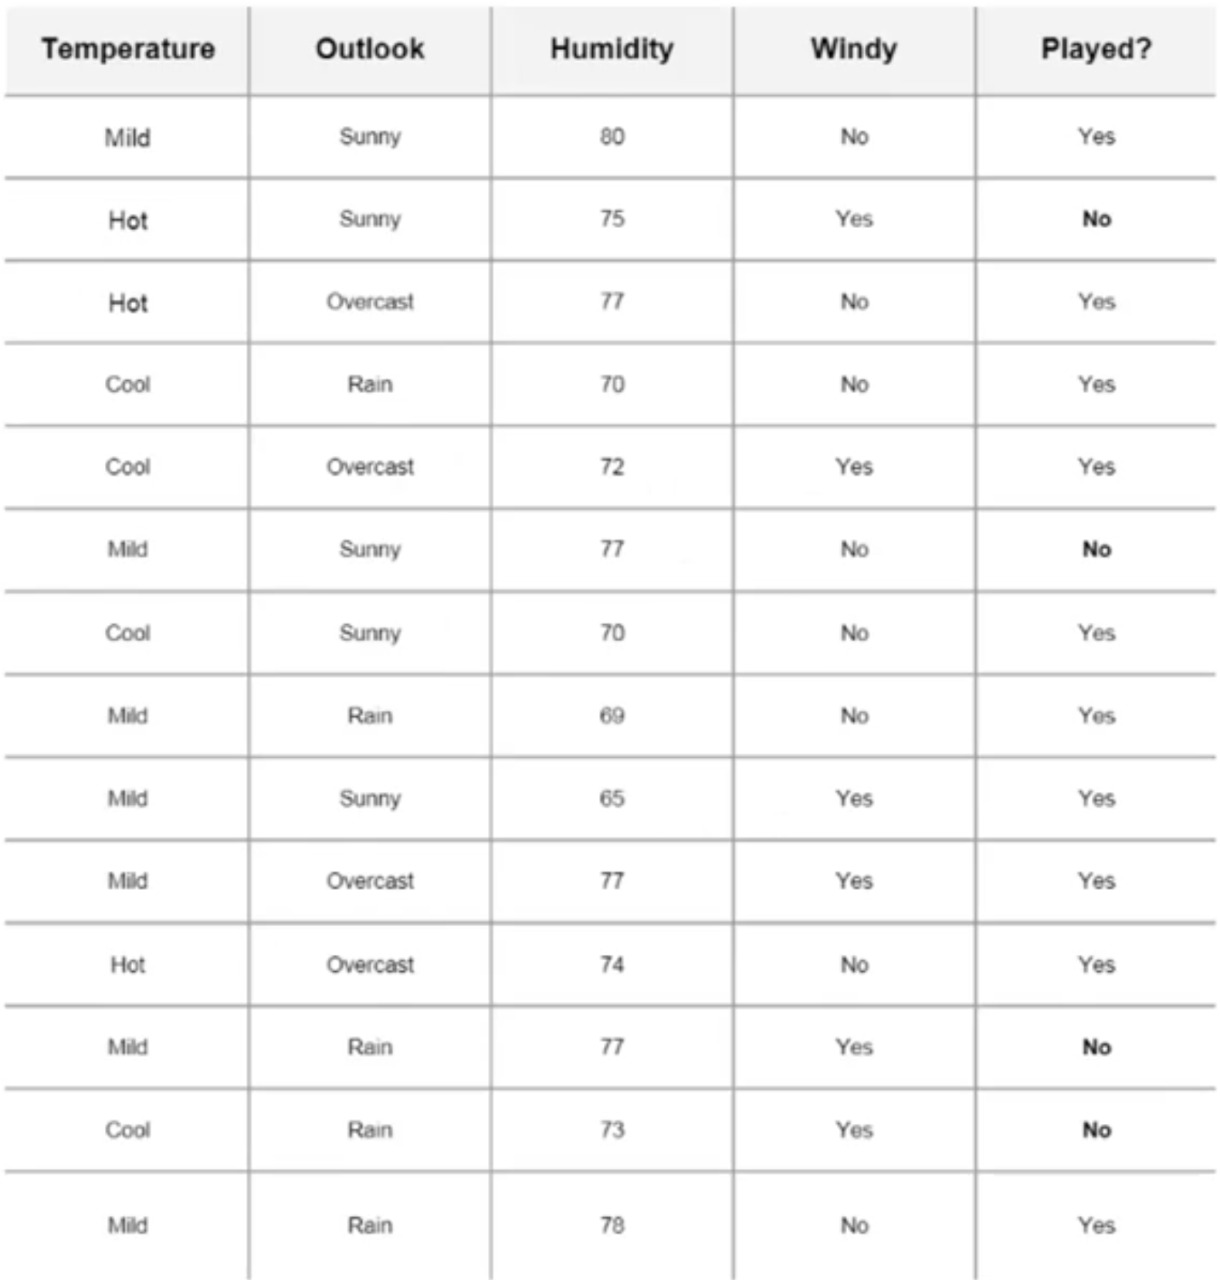 Temperature Outlook Humidity Windy Played?
Mild Sunny 80 No Yes
Hot Sunny 75 Yes No
Hot Overcast 77 No Yes
Cool Rain 70 No Yes
Cool Overcast 72 Yes Yes
Mild Sunny 77 No No
Cool Sunny 70 No Yes
Mild Rain 69 No Yes
Mild Sunny 65 Yes Yes
Mild Overcast 77 Yes Yes
Hot Overcast 74 No Yes
Mild Rain 77 Yes No
Cool Rain 73 Yes No
Mild Rain 78 No Yes